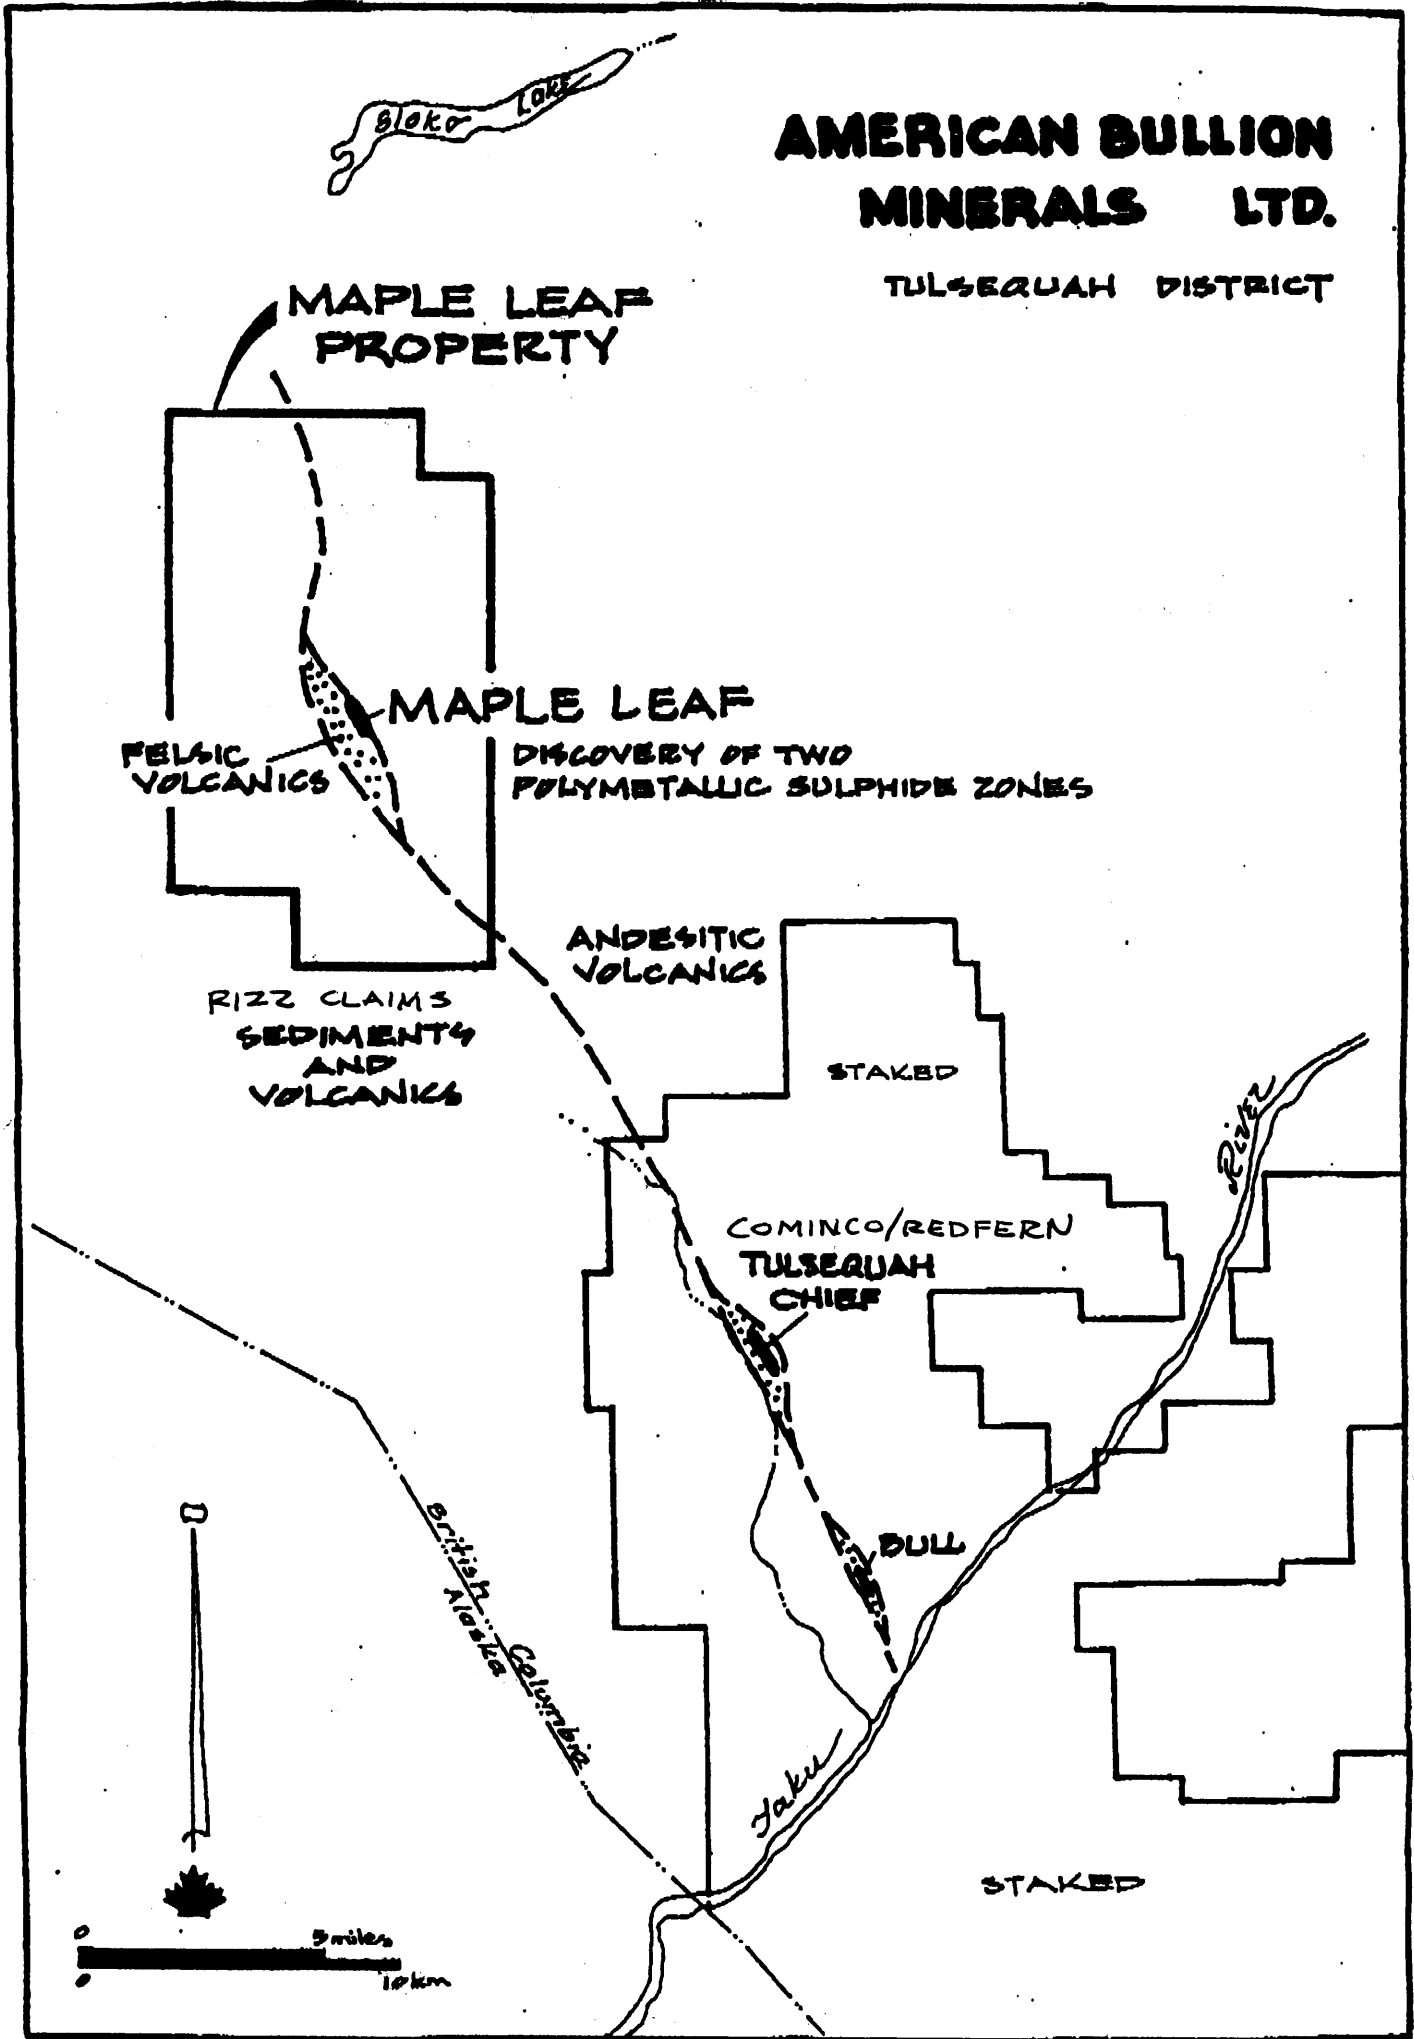 Sloko Lake
AMERICAN BULLION
MINERALS LTD.
TULSEQUAH DISTRICT
MAPLE LEAF
PROPERTY
MAPLE LEAF
FELSIC
VOLCANICS
DISCOVERY OF TWO
POLYMETALLIC SULPHIDE ZONES
ANDESITIC
VOLCANICS
RIZZ CLAIMS
SEDIMENTS
AND
VOLCANICS
STAKED
River
COMINCO/REDFERN
TULSEQUAH
CHIEF
BULL
British Columbia
Alaska
Taku
STAKED
0 5 miles
0 10 km